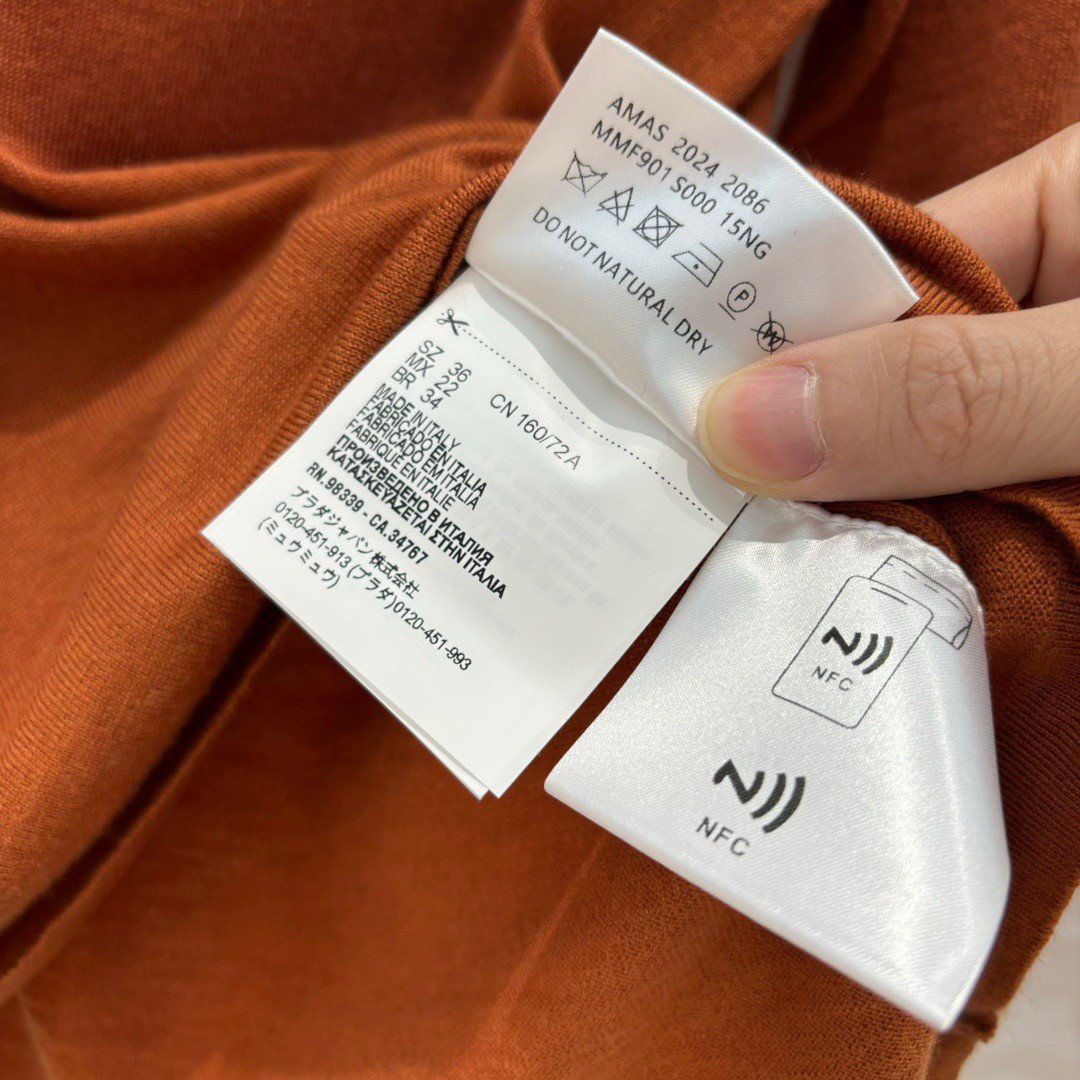 AMAS 2024 2086
MMF901 S000 15NG
P
W
DO NOT NATURAL DRY
SZ 36
MX 22
BR 34
CN 160/72A
MADE IN ITALY
FABRICADO EN ITALIA
FABRICADO EM ITALIA
FABRIQUE EN ITALIE
ПРОИЗВЕДЕНО В ИТАЛИЯ
ΚΑΤΑΣΚΕΥΑΖΕΤΑΙ ΣΤΗΝ ITALIA
RN.98339 - CA.34767
プラダジャパン株式会社
0120-451-913 (プラダ)0120-451-993
(ミュウミュウ)
NFC
NFC